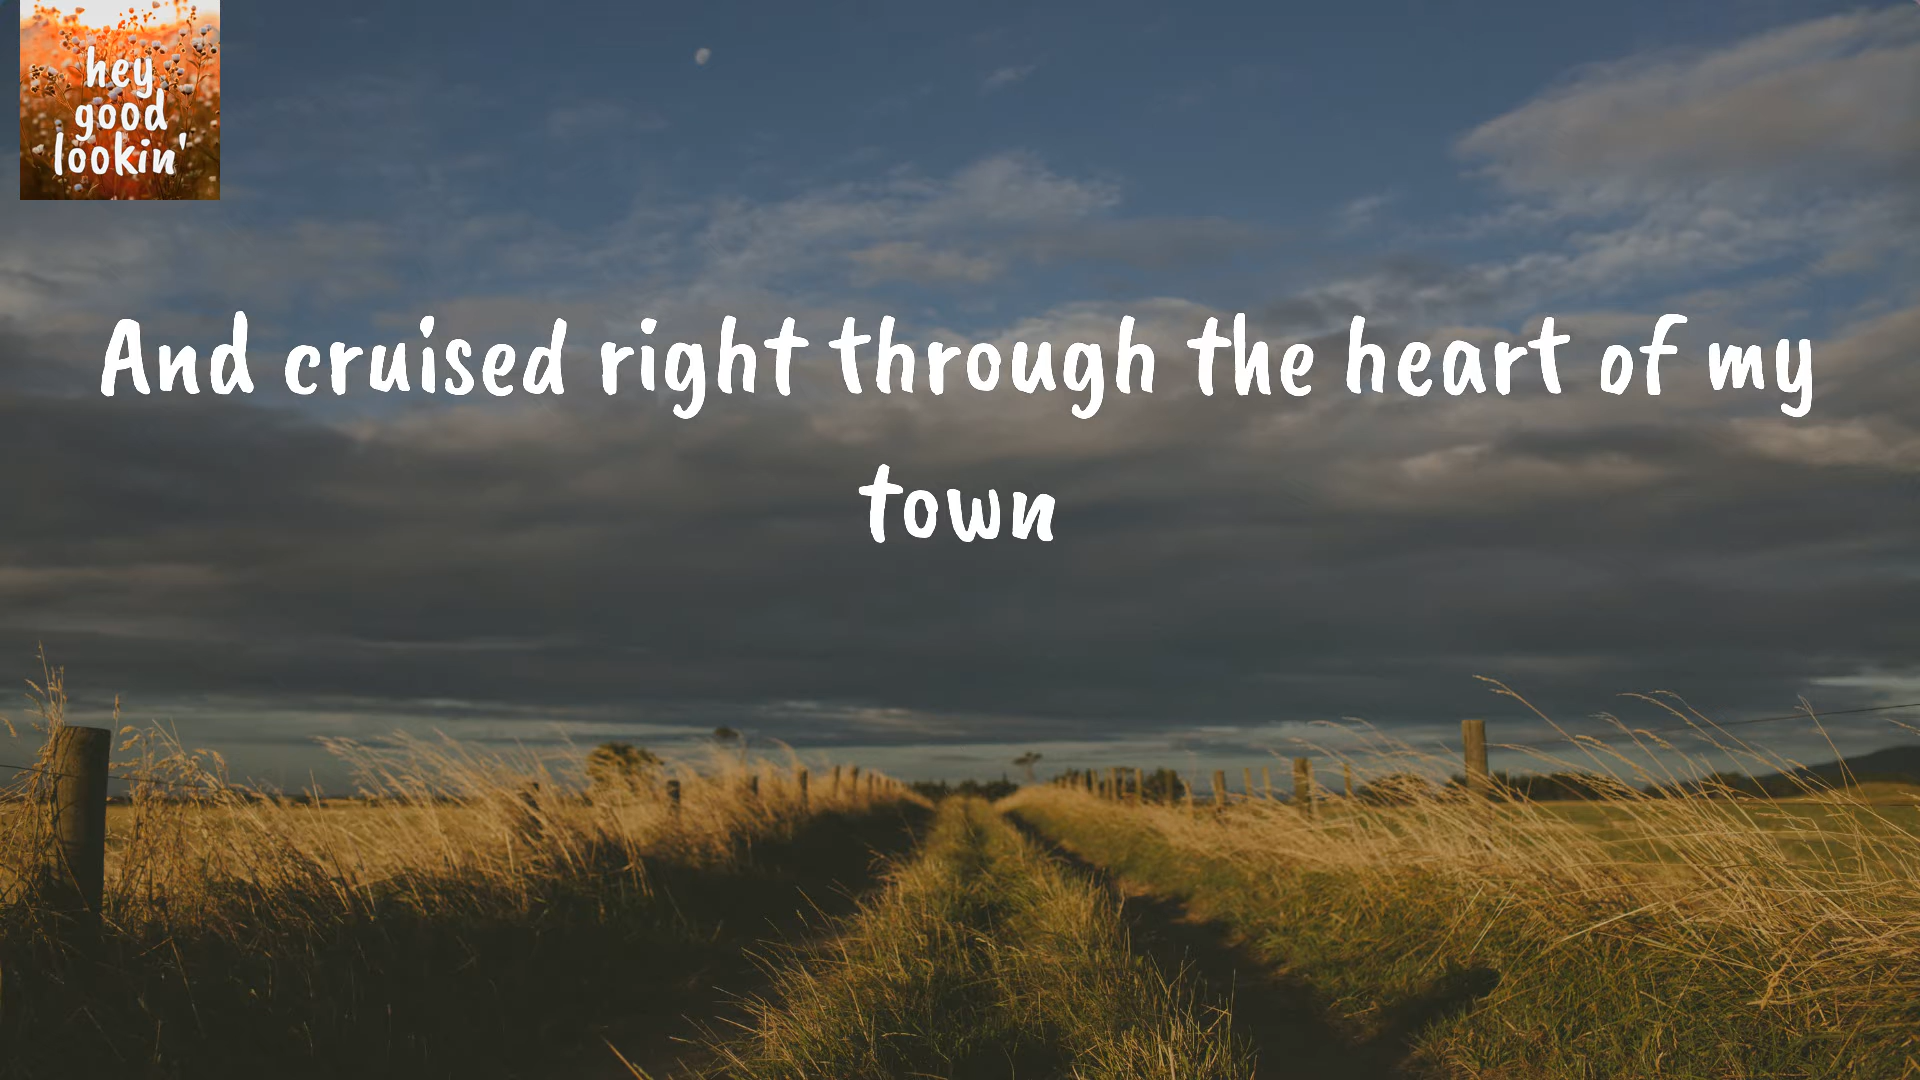 hey
good
lookin'
And cruised right through the heart of my
town